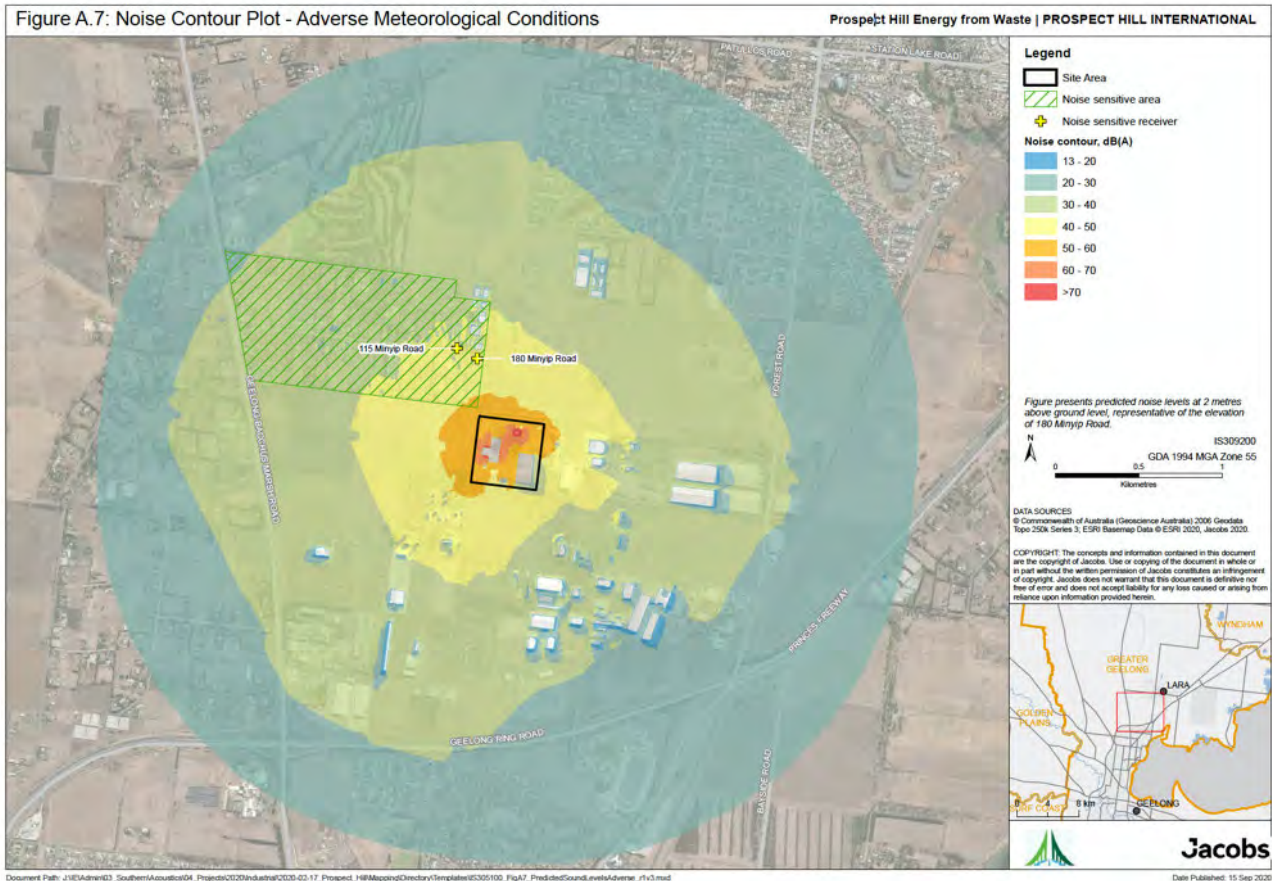 Figure A.7: Noise Contour Plot - Adverse Meteorological Conditions
Prospect Hill Energy from Waste | PROSPECT HILL INTERNATIONAL
PATULLOS ROAD
STATION LAKE ROAD
115 Minyip Road
180 Minyip Road
FOREST ROAD
GEELONG BACCHUS MARSH ROAD
PRINCES FREEWAY
GEELONG RING ROAD
BAYSIDE ROAD
Legend
Site Area
Noise sensitive area
Noise sensitive receiver
Noise contour, dB(A)
13 - 20
20 - 30
30 - 40
40 - 50
50 - 60
60 - 70
>70
Figure presents predicted noise levels at 2 metres
above ground level, representative of the elevation
of 180 Minyip Road.
N
IS309200
GDA 1994 MGA Zone 55
0 0.5 1
Kilometres
DATA SOURCES
© Commonwealth of Australia (Geoscience Australia) 2006 Geodata
Topo 250k Series 3; ESRI Basemap Data © ESRI 2020, Jacobs 2020.
COPYRIGHT: The concepts and information contained in this document
are the copyright of Jacobs. Use or copying of the document in whole or
in part without the written permission of Jacobs constitutes an infringement
of copyright. Jacobs does not warrant that this document is definitive nor
free of error and does not accept liability for any loss caused or arising from
reliance upon information provided herein.
WYNDHAM
GREATER
GEELONG
LARA
GOLDEN
PLAINS
0 4 8 km
SURF COAST
GEELONG
Jacobs
Date Published: 15 Sep 2020